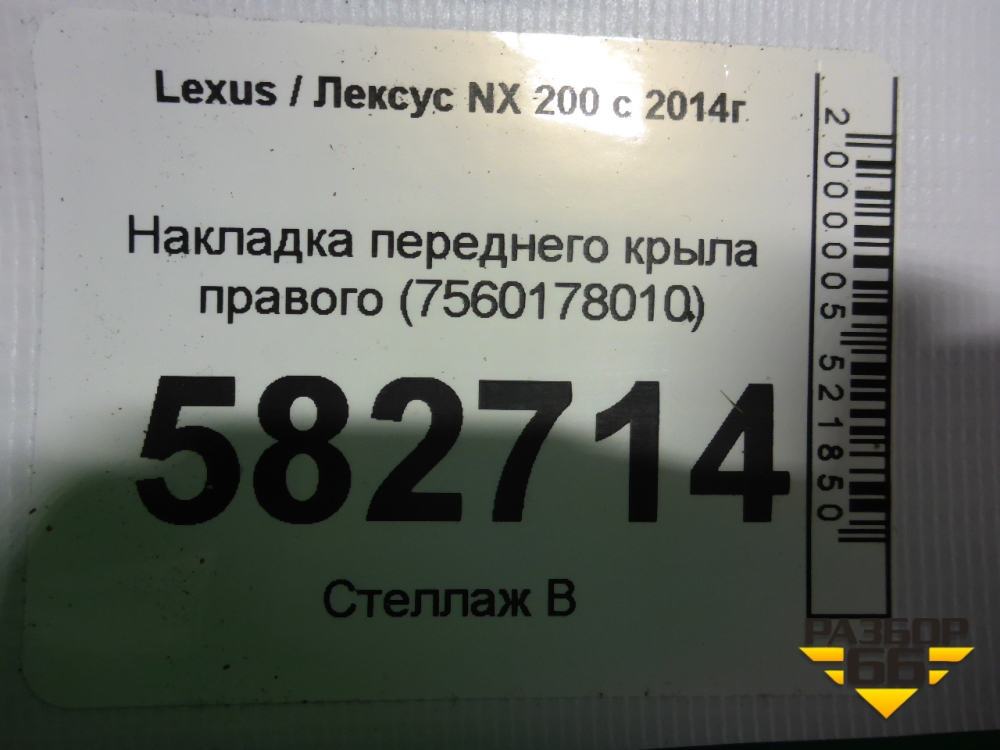 Lexus / Лексус NX 200 с 2014г
Накладка переднего крыла
правого (7560178010)
582714
Стеллаж В
2000005521850
РАЗБОР
66